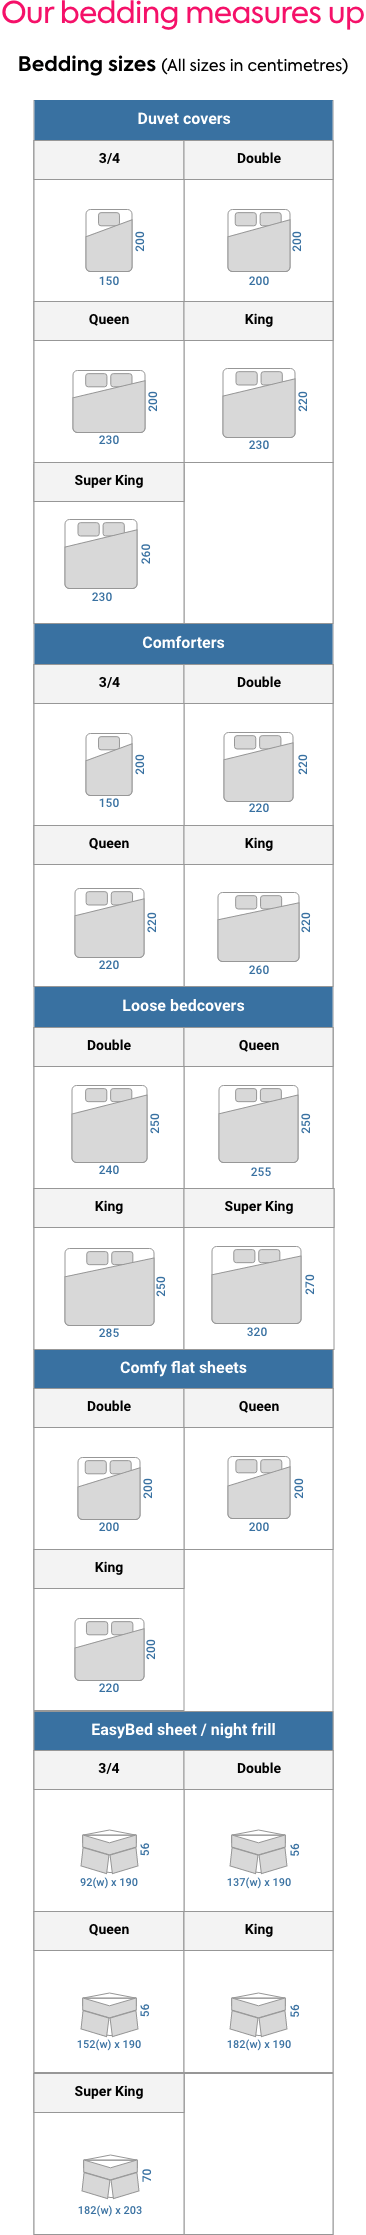 Our bedding measures up
Bedding sizes (All sizes in centimetres)
Duvet covers
3/4 Double
200 200
150 200
Queen King
200 220
230 230
Super King
260
230
Comforters
3/4 Double
200 220
150 220
Queen King
220 220
220 260
Loose bedcovers
Double Queen
250 250
240 255
King Super King
250 270
285 320
Comfy flat sheets
Double Queen
200 200
200 200
King
200
220
EasyBed sheet / night frill
3/4 Double
56 56
92(w) x 190 137(w) x 190
Queen King
56 56
152(w) x 190 182(w) x 190
Super King
70
182(w) x 203